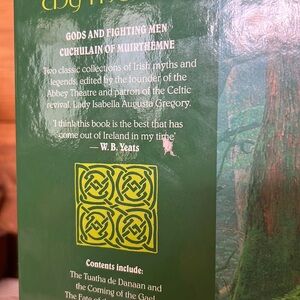 GODS AND FIGHTING MEN
CUCHULAIN OF MUIRTHEMNE
Two classic collections of Irish myths and
legends, edited by the founder of the
Abbey Theatre and patron of the Celtic
revival, Lady Isabella Augusta Gregory.
'I think this book is the best that has
come out of Ireland in my time'
— W. B. Yeats
Contents include:
The Tuatha de Danaan and
the Coming of the Gael
The Fate of